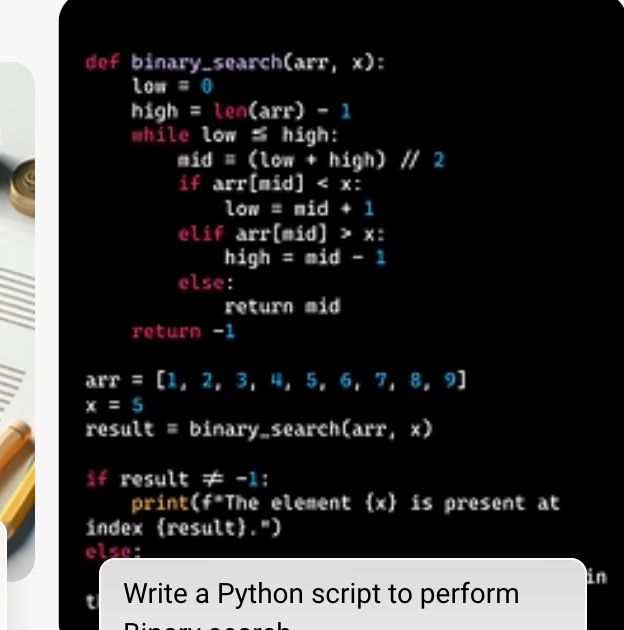 def binary_search(arr, x):
    low = 0
    high = len(arr) - 1
    while low ≤ high:
        mid = (low + high) // 2
        if arr[mid] < x:
            low = mid + 1
        elif arr[mid] > x:
            high = mid - 1
        else:
            return mid
    return -1
arr = [1, 2, 3, 4, 5, 6, 7, 8, 9]
x = 5
result = binary_search(arr, x)
if result ≠ -1:
    print(f"The element {x} is present at
index {result}.")
else:
in
Write a Python script to perform
Binary search